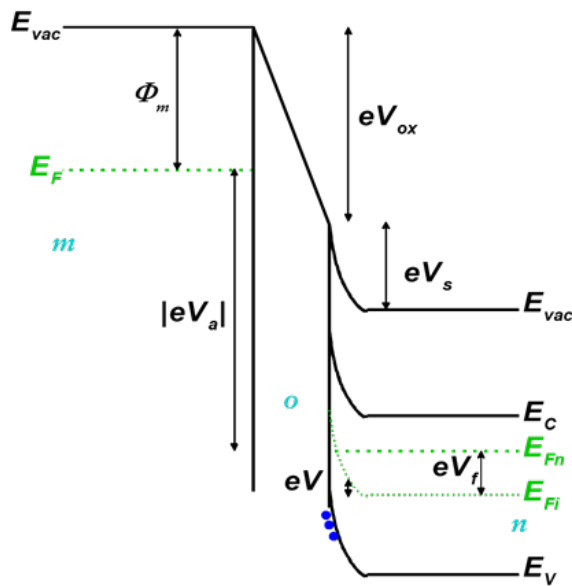 E_vac
Φ_m
eV_ox
E_F
m
eV_s
|eV_a|
E_vac
o
E_C
E_Fn
eV
eV_f
E_Fi
n
E_V